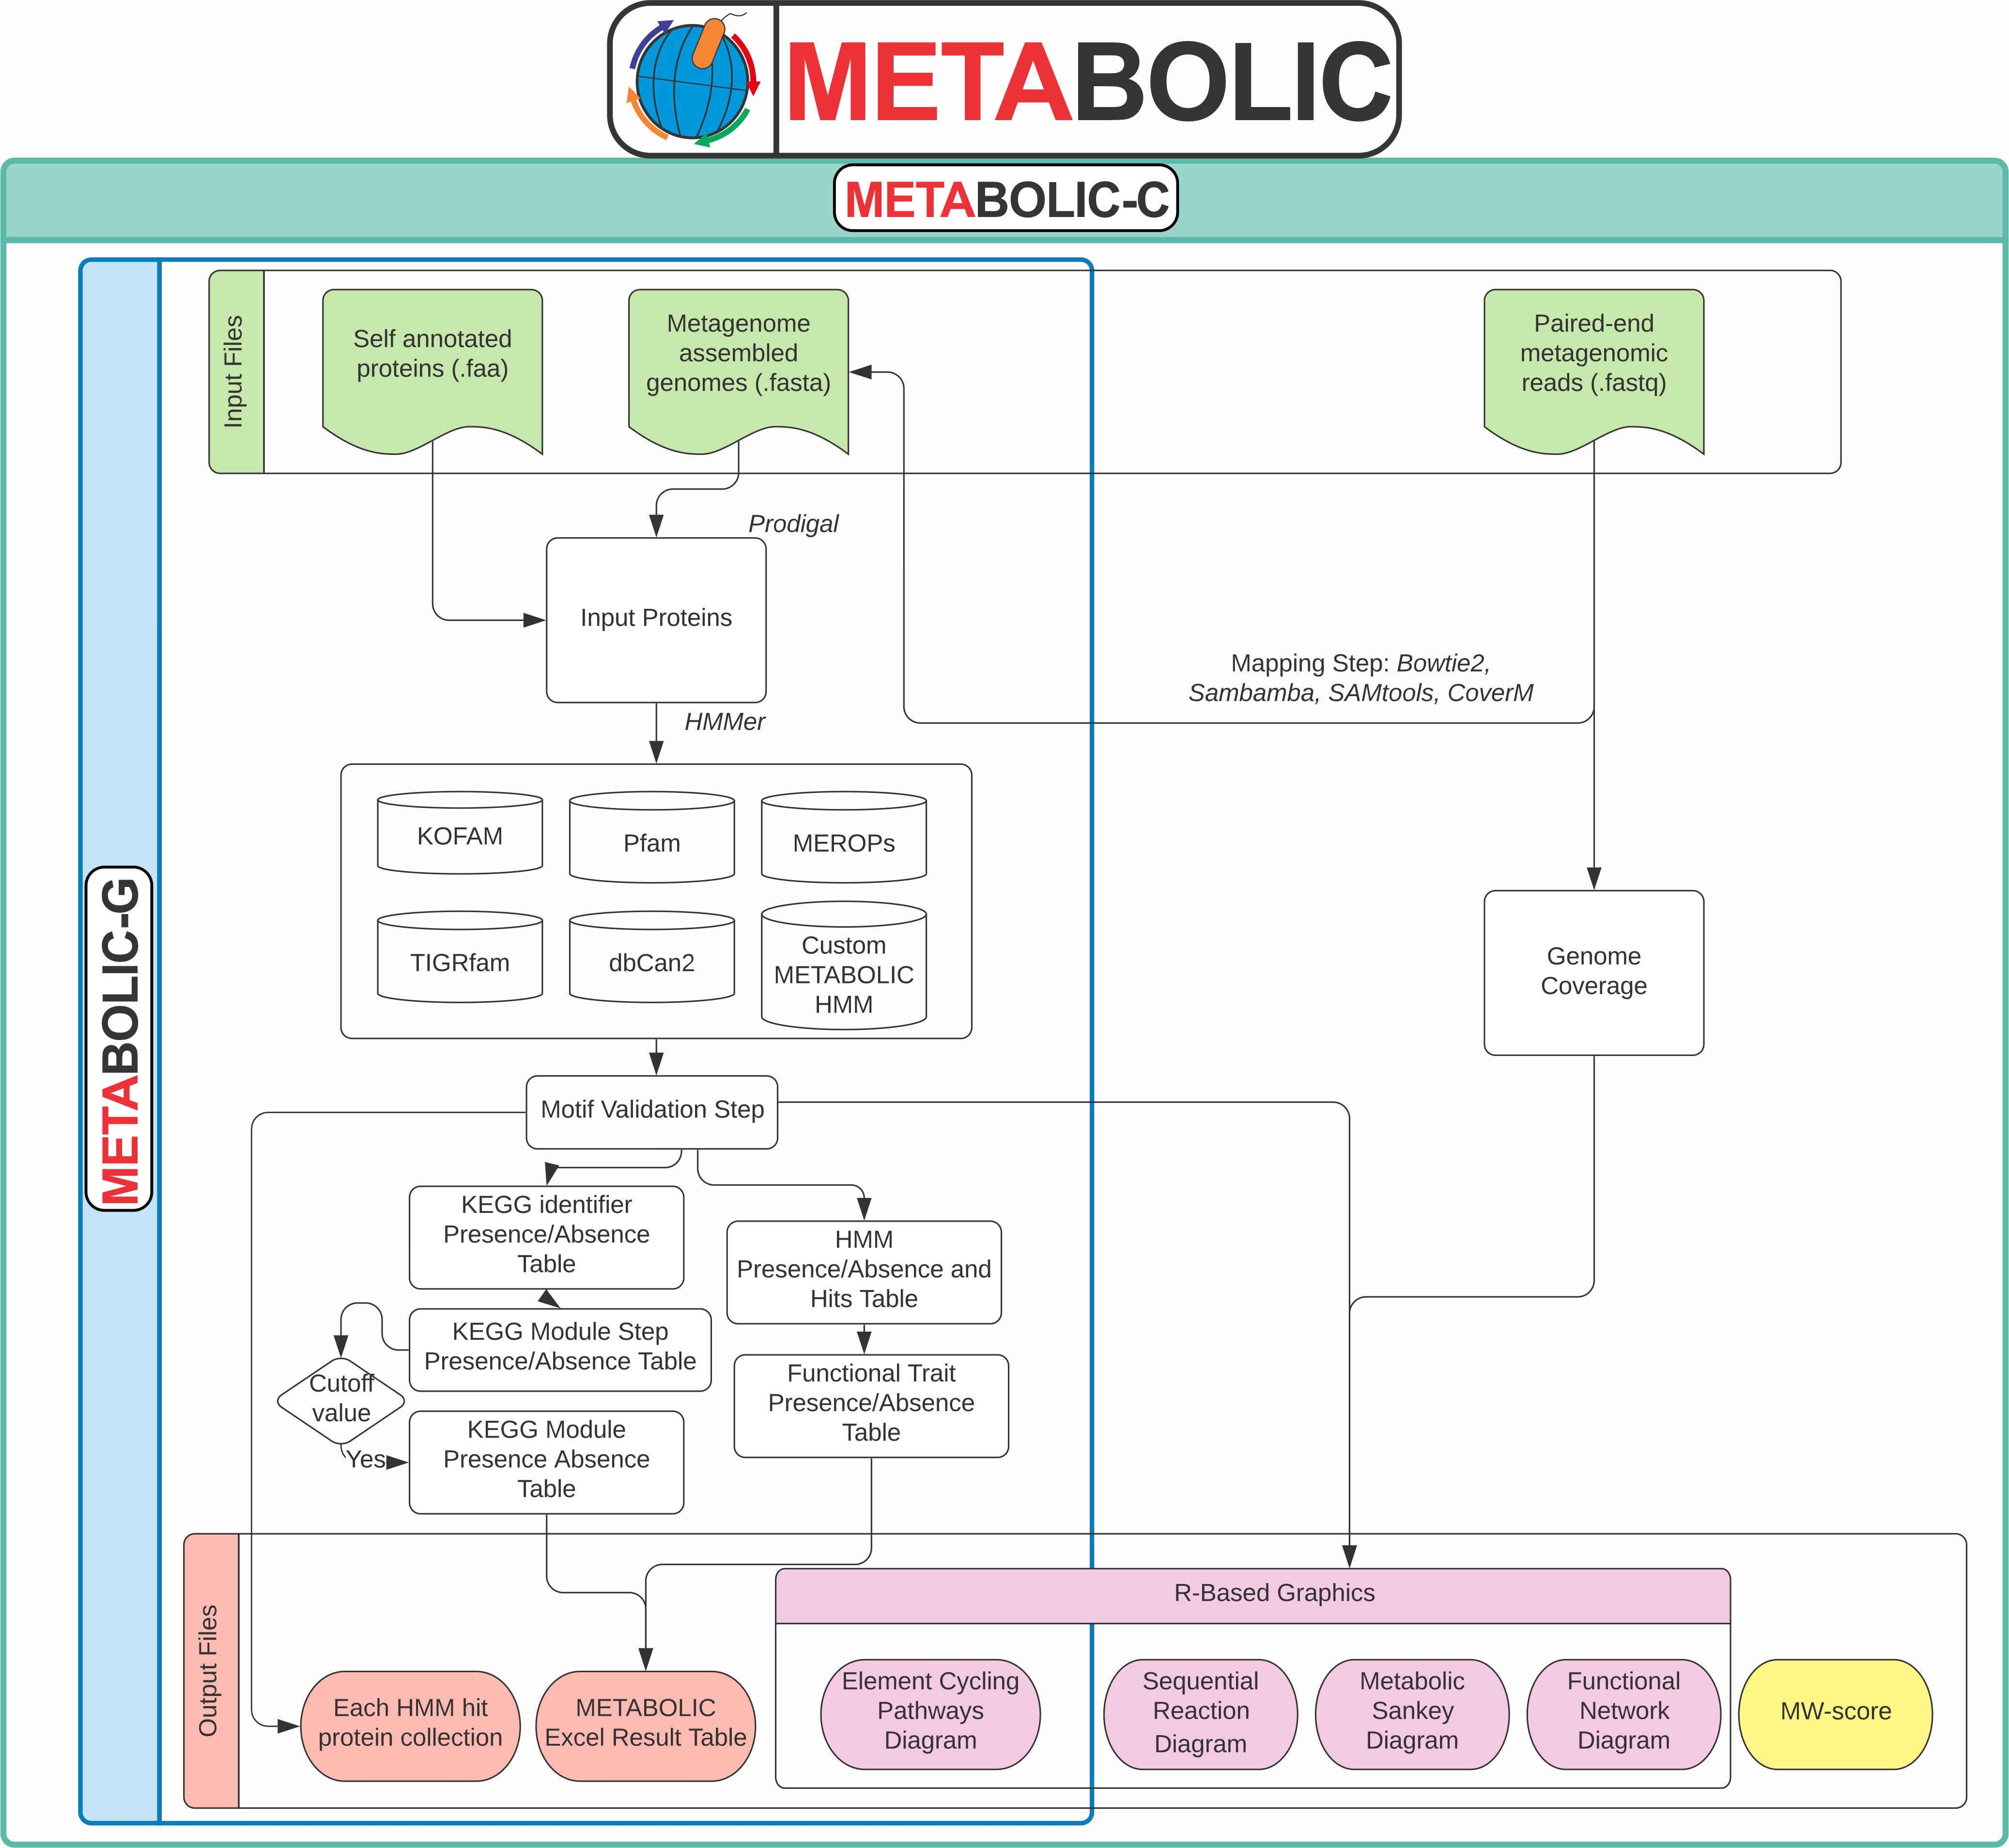 METABOLIC
METABOLIC-C
METABOLIC-G
Input Files
Self annotated
proteins (.faa)
Metagenome
assembled
genomes (.fasta)
Paired-end
metagenomic
reads (.fastq)
Prodigal
Input Proteins
Mapping Step: Bowtie2,
Sambamba, SAMtools, CoverM
HMMer
KOFAM
Pfam
MEROPs
TIGRfam
dbCan2
Custom
METABOLIC
HMM
Genome
Coverage
Motif Validation Step
KEGG identifier
Presence/Absence
Table
HMM
Presence/Absence and
Hits Table
KEGG Module Step
Presence/Absence Table
Cutoff
value
Yes
KEGG Module
Presence Absence
Table
Functional Trait
Presence/Absence
Table
Output Files
Each HMM hit
protein collection
METABOLIC
Excel Result Table
R-Based Graphics
Element Cycling
Pathways
Diagram
Sequential
Reaction
Diagram
Metabolic
Sankey
Diagram
Functional
Network
Diagram
MW-score